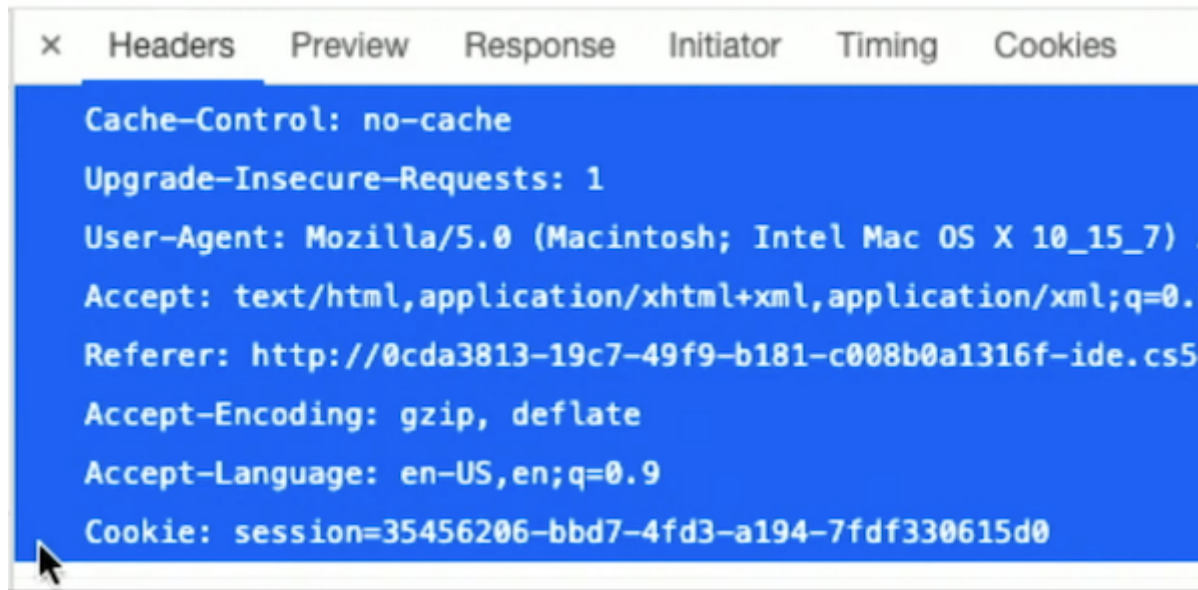 × Headers Preview Response Initiator Timing Cookies
Cache-Control: no-cache
Upgrade-Insecure-Requests: 1
User-Agent: Mozilla/5.0 (Macintosh; Intel Mac OS X 10_15_7)
Accept: text/html,application/xhtml+xml,application/xml;q=0.
Referer: http://0cda3813-19c7-49f9-b181-c008b0a1316f-ide.cs5
Accept-Encoding: gzip, deflate
Accept-Language: en-US,en;q=0.9
Cookie: session=35456206-bbd7-4fd3-a194-7fdf330615d0